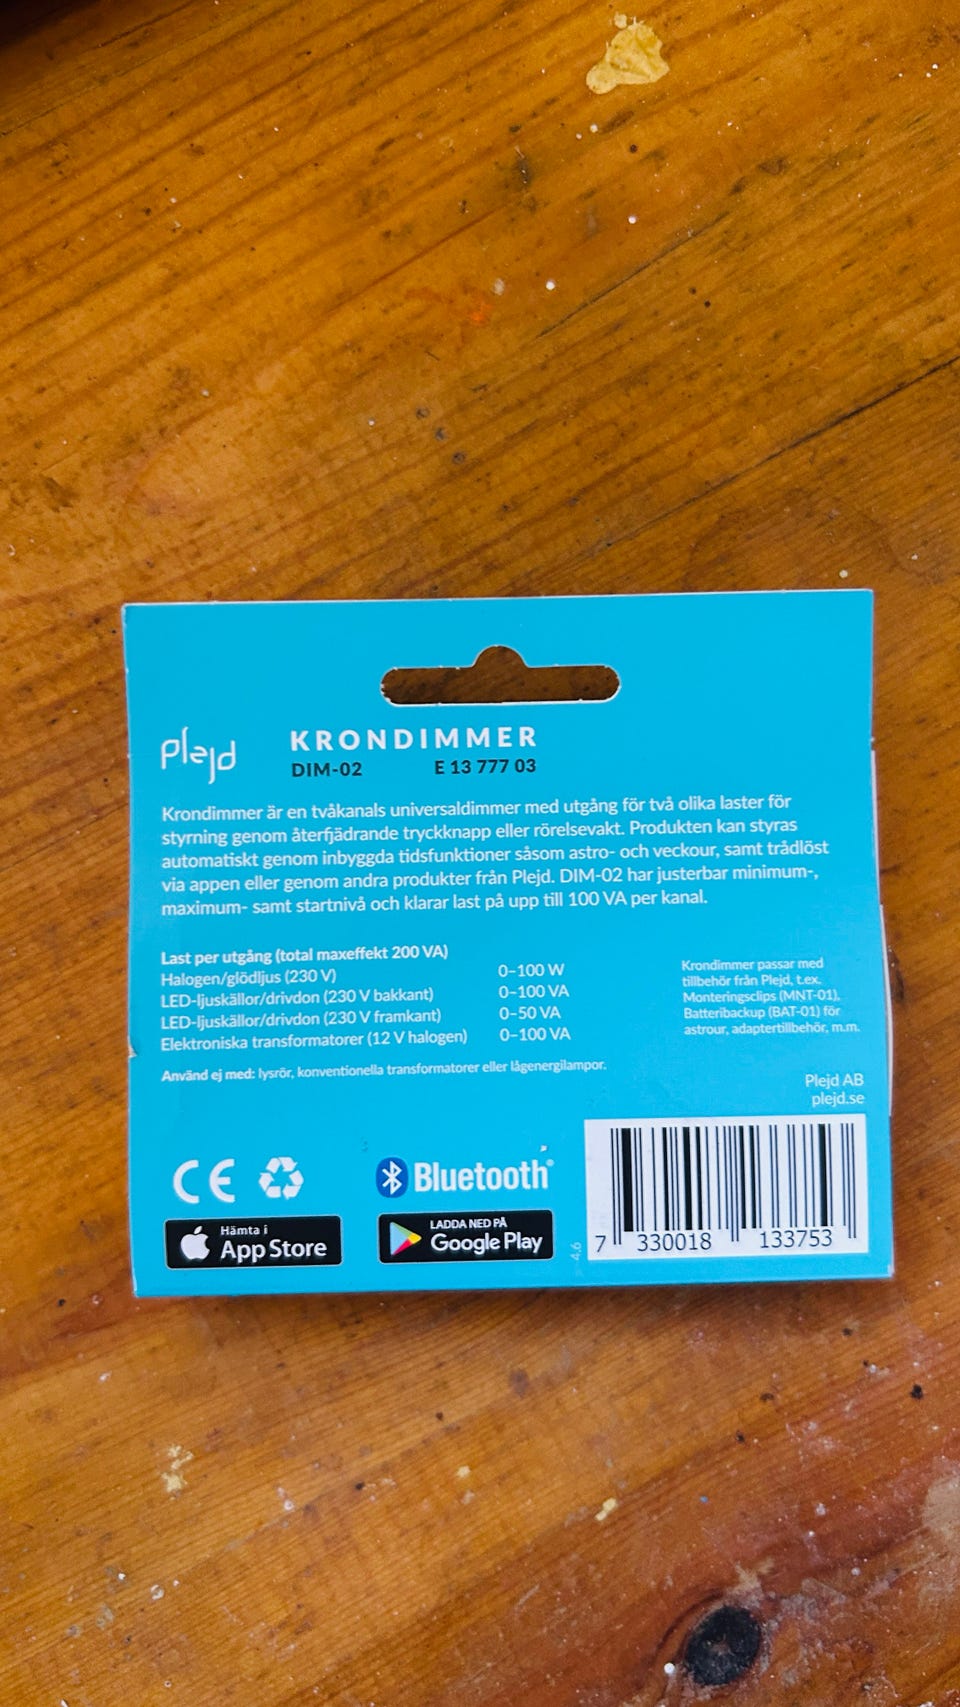 Plejd
KRONDIMMER
DIM-02 E 13 777 03
Krondimmer är en tvåkanals universaldimmer med utgång för två olika laster för
styrning genom återfjädrande tryckknapp eller rörelsevakt. Produkten kan styras
automatiskt genom inbyggda tidsfunktioner såsom astro- och veckour, samt trådlöst
via appen eller genom andra produkter från Plejd. DIM-02 har justerbar minimum-,
maximum- samt startnivå och klarar last på upp till 100 VA per kanal.
Last per utgång (total maxeffekt 200 VA)
Halogen/glödljus (230 V) 0–100 W
LED-ljuskällor/drivdon (230 V bakkant) 0–100 VA
LED-ljuskällor/drivdon (230 V framkant) 0–50 VA
Elektroniska transformatorer (12 V halogen) 0–100 VA
Krondimmer passar med
tillbehör från Plejd, t.ex.
Monteringsclips (MNT-01),
Batteribackup (BAT-01) för
astrour, adaptertillbehör, m.m.
Använd ej med: lysrör, konventionella transformatorer eller lågenergilampor.
Plejd AB
plejd.se
CE
Bluetooth®
Hämta i
App Store
LADDA NED PÅ
Google Play
4.6
7 330018 133753